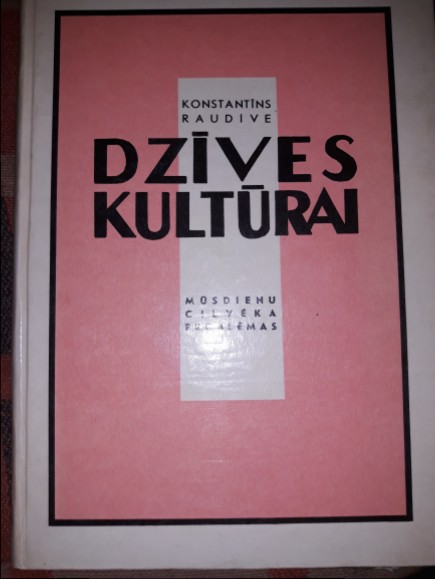 KONSTANTĪNS
RAUDIVE
DZĪVES
KULTŪRAI
MŪSDIENU
CILVĒKA
PROBLĒMAS